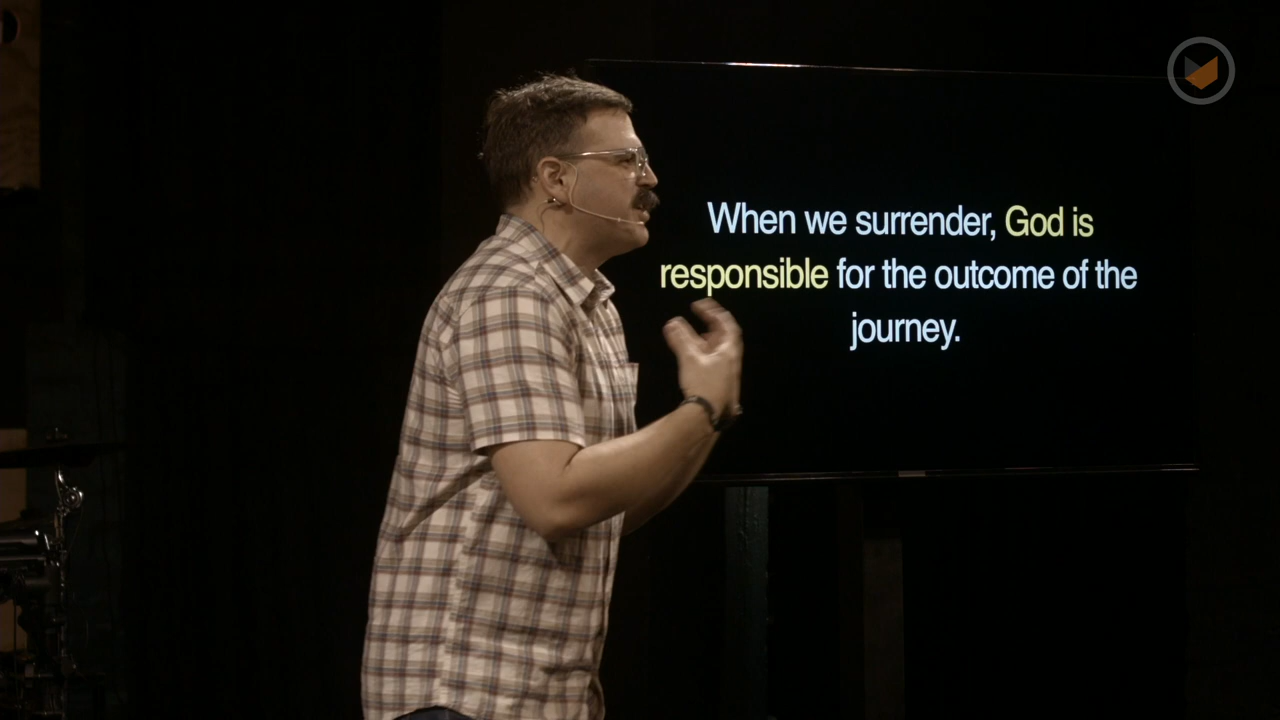 When we surrender, God is
responsible for the outcome of the
journey.